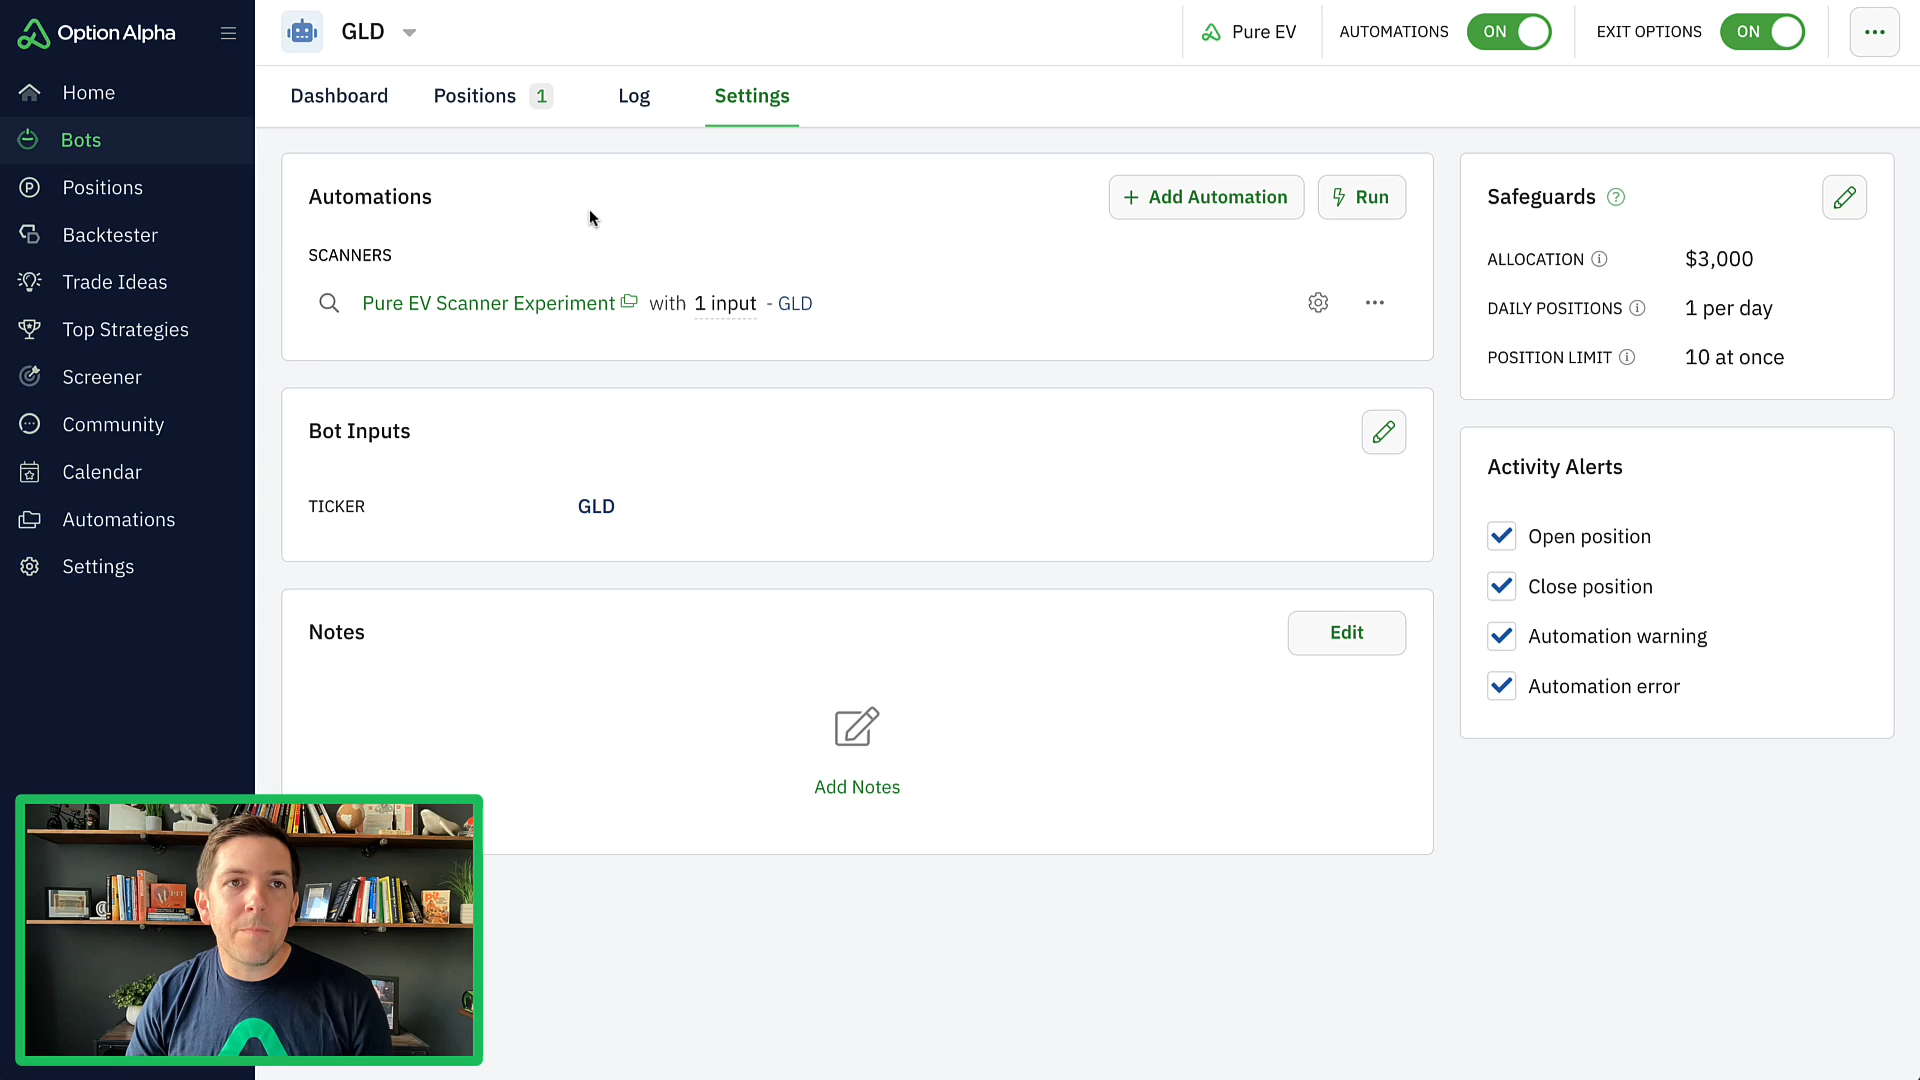 Option Alpha
Home
Bots
Positions
Backtester
Trade Ideas
Top Strategies
Screener
Community
Calendar
Automations
Settings
GLD
Pure EV
AUTOMATIONS
ON
EXIT OPTIONS
ON
Dashboard
Positions 1
Log
Settings
Automations
+ Add Automation
Run
SCANNERS
Pure EV Scanner Experiment with 1 input - GLD
Bot Inputs
TICKER GLD
Notes
Edit
Add Notes
Safeguards
ALLOCATION $3,000
DAILY POSITIONS 1 per day
POSITION LIMIT 10 at once
Activity Alerts
Open position
Close position
Automation warning
Automation error